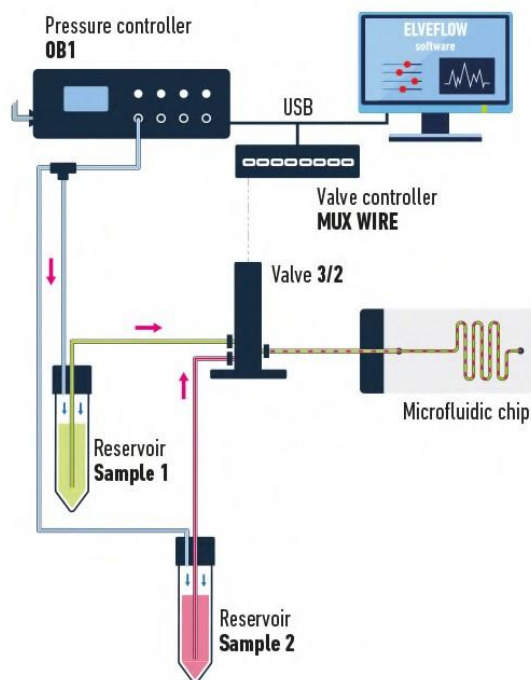 Pressure controller
OB1
ELVEFLOW
software
USB
Valve controller
MUX WIRE
Valve 3/2
Microfluidic chip
Reservoir
Sample 1
Reservoir
Sample 2